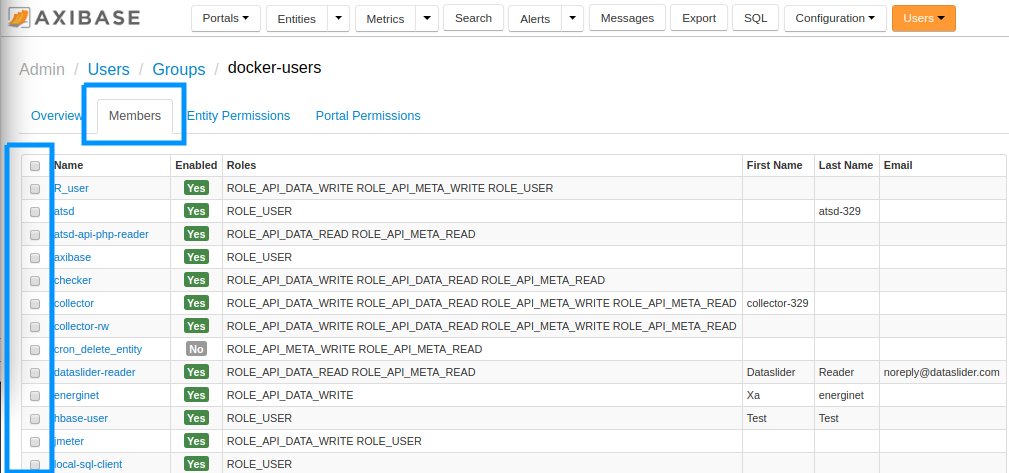 AXIBASE Portals Entities Metrics Search Alerts Messages Export SQL Configuration Users
Admin / Users / Groups / docker-users
Overview Members Entity Permissions Portal Permissions
Name Enabled Roles First Name Last Name Email
R_user Yes ROLE_API_DATA_WRITE ROLE_API_META_WRITE ROLE_USER
atsd Yes ROLE_USER atsd-329
atsd-api-php-reader Yes ROLE_API_DATA_READ ROLE_API_META_READ
axibase Yes ROLE_USER
checker Yes ROLE_API_DATA_WRITE ROLE_API_DATA_READ ROLE_API_META_READ
collector Yes ROLE_API_DATA_WRITE ROLE_API_DATA_READ ROLE_API_META_WRITE ROLE_API_META_READ collector-329
collector-rw Yes ROLE_API_DATA_WRITE ROLE_API_DATA_READ ROLE_API_META_WRITE ROLE_API_META_READ
cron_delete_entity No ROLE_API_META_WRITE ROLE_API_META_READ
dataslider-reader Yes ROLE_API_DATA_READ ROLE_API_META_READ Dataslider Reader noreply@dataslider.com
energinet Yes ROLE_API_DATA_WRITE Xa energinet
hbase-user Yes ROLE_USER Test Test
jmeter Yes ROLE_API_DATA_WRITE ROLE_USER
local-sql-client Yes ROLE_USER